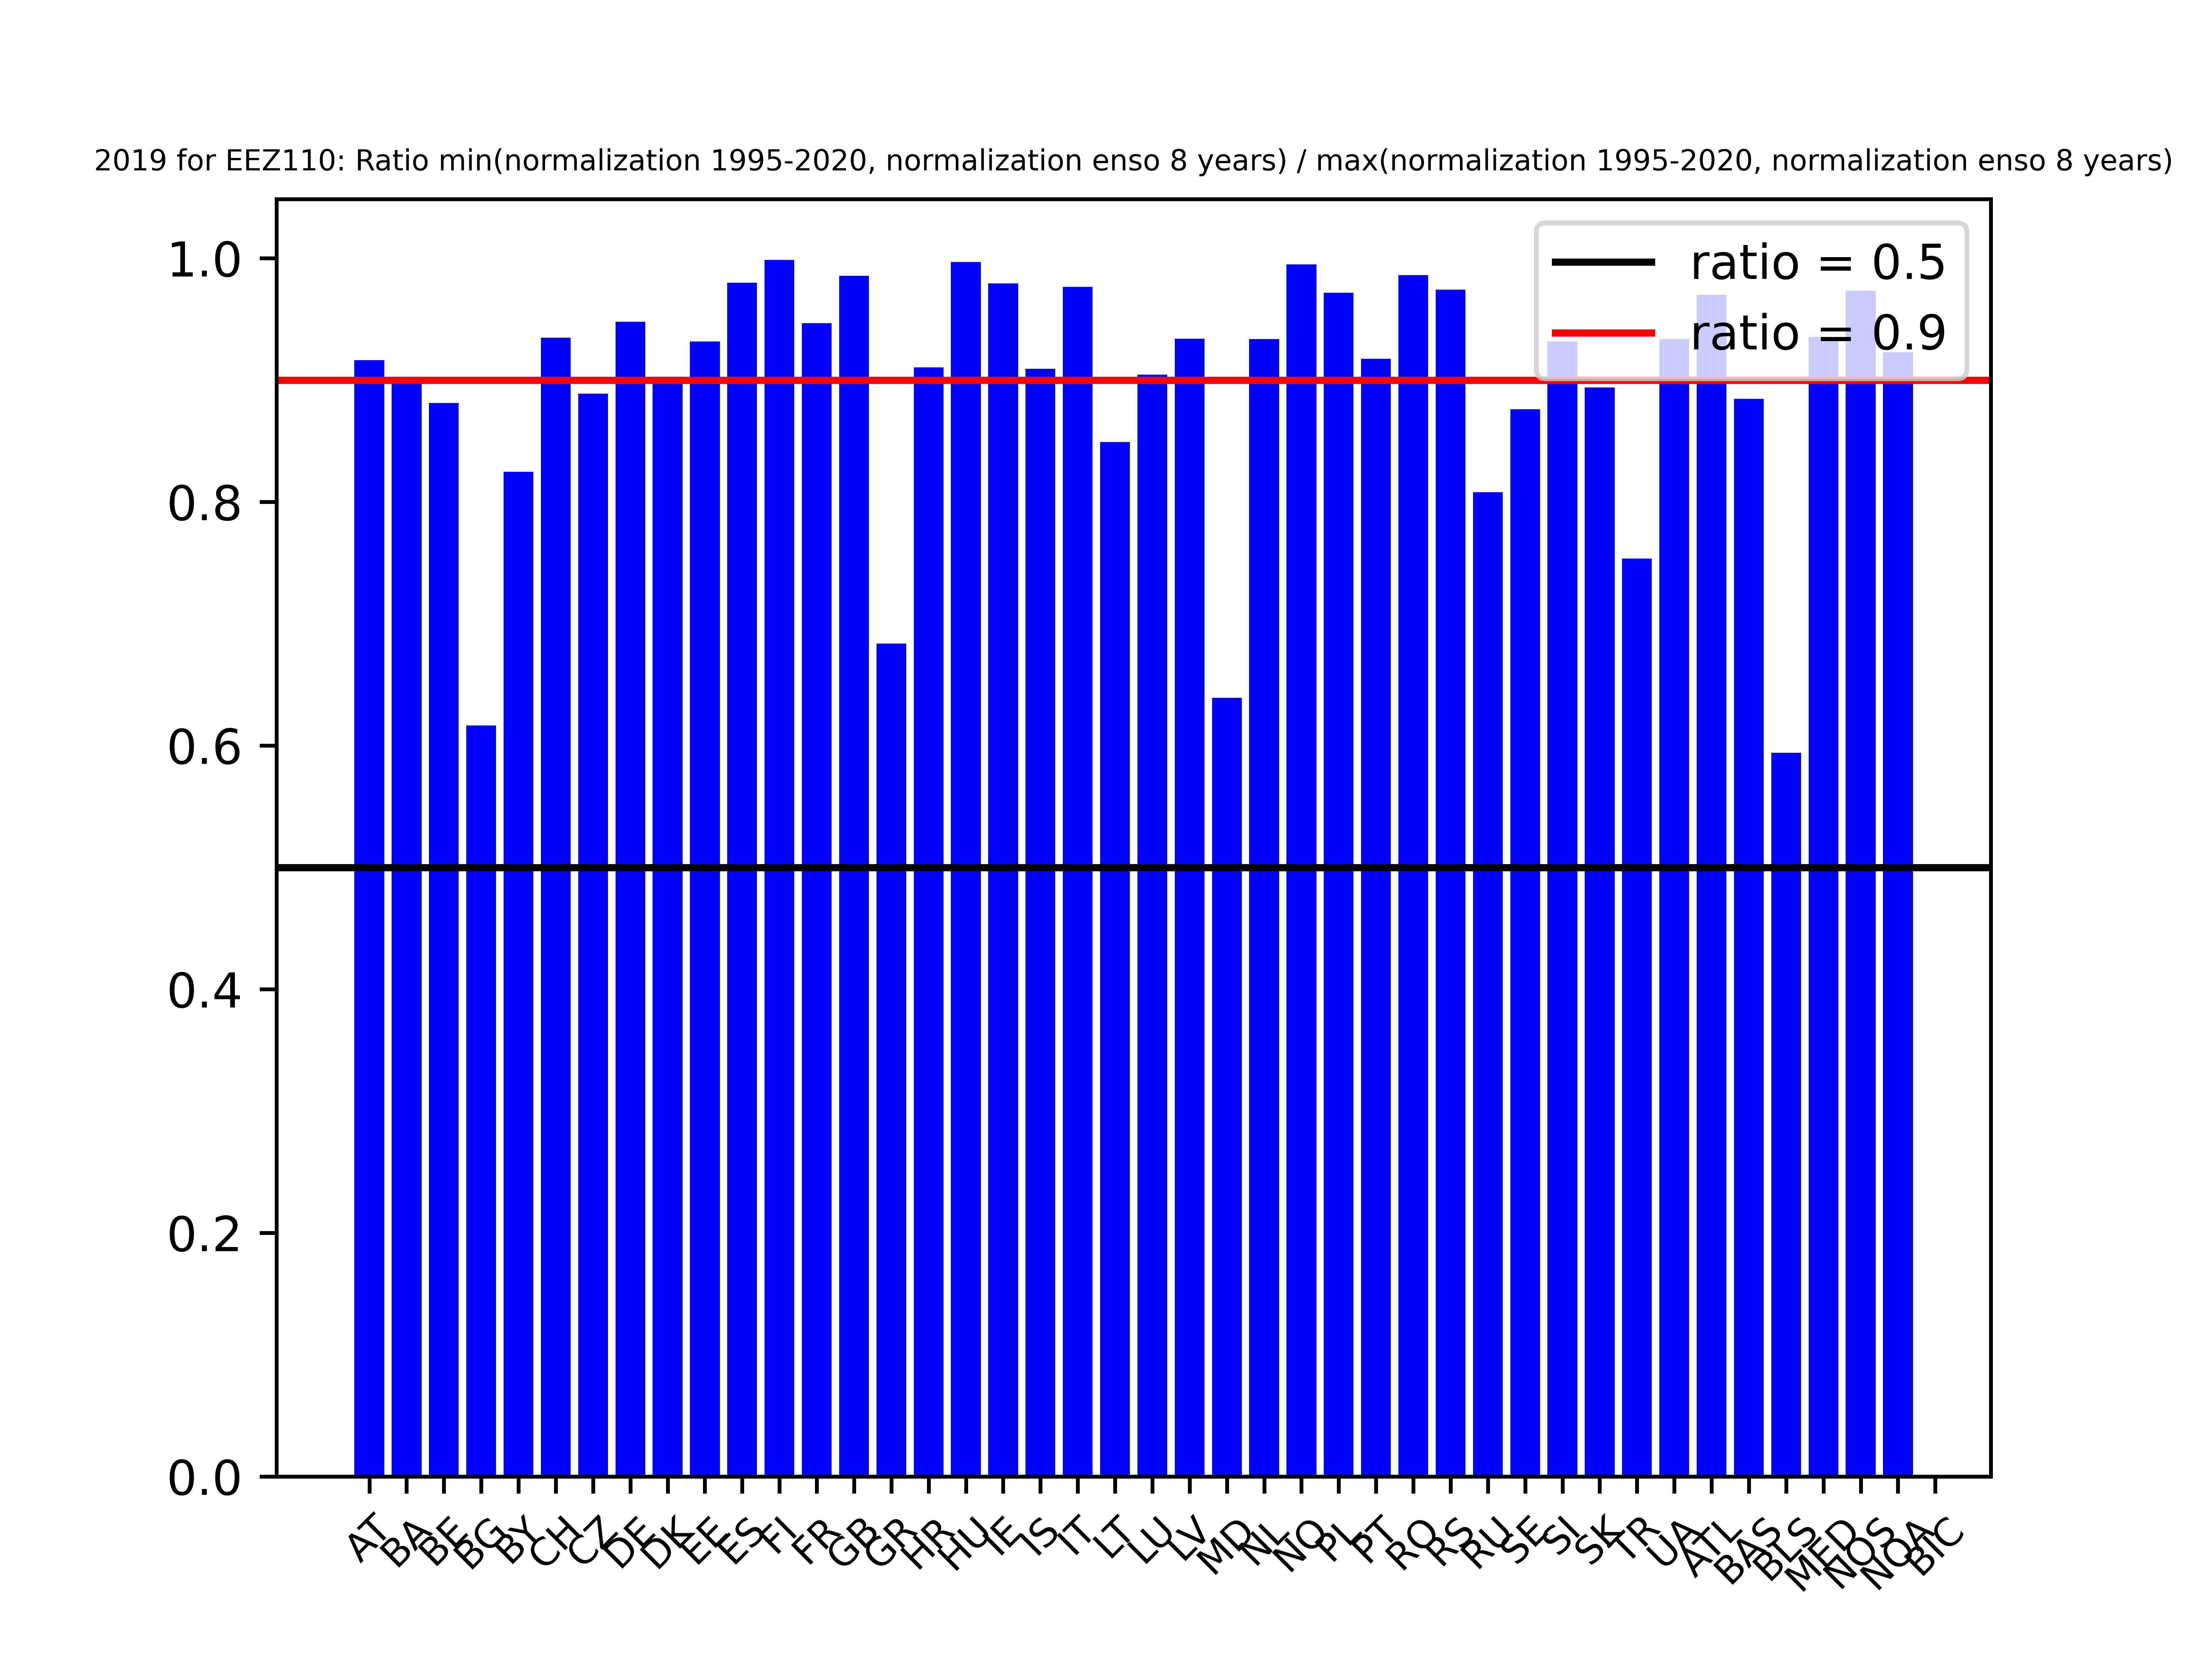 2019 for EEZ110: Ratio min(normalization 1995-2020, normalization enso 8 years) / max(normalization 1995-2020, normalization enso 8 years)
ratio = 0.5
ratio = 0.9
1.0
0.8
0.6
0.4
0.2
0.0
AT BA BE BG BY CH CZ DE DK EE ES FI FR GB GR HR HU IE IS IT LT LU LV MD NL NO PL PT RO RS RU SE SI SK TR UA ATL BAS BLS MED NOS NOA BIC